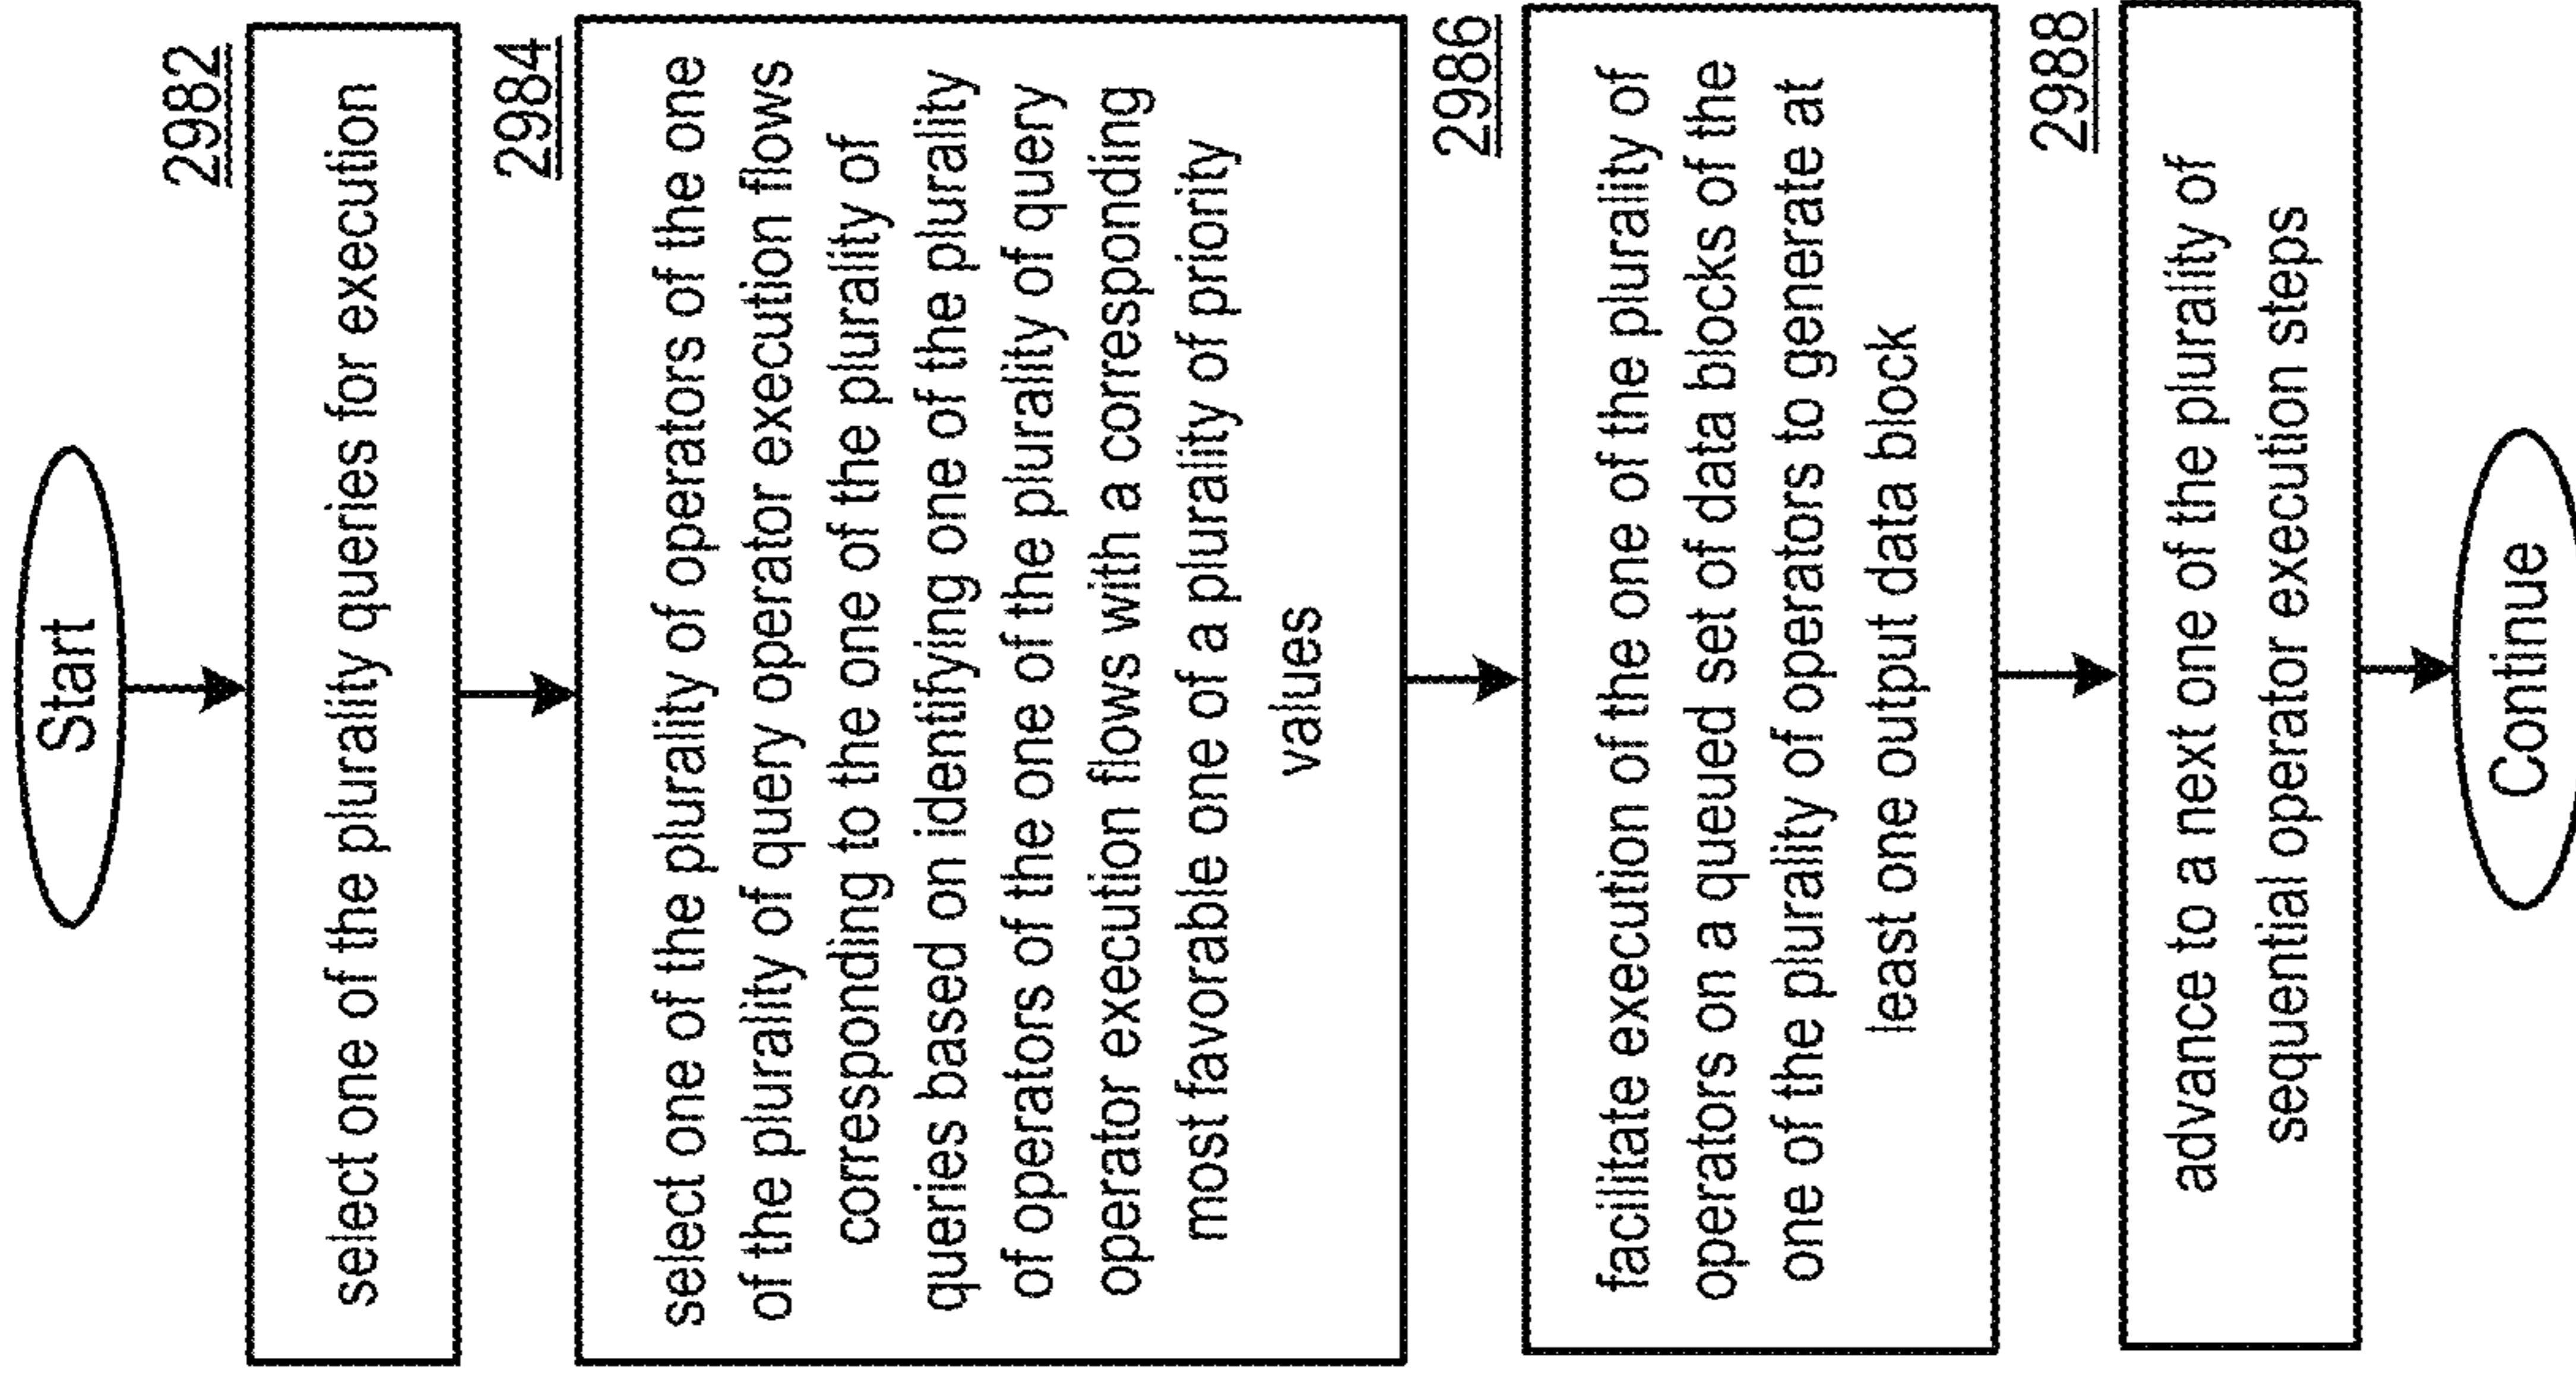 Start
2982
select one of the plurality queries for execution
2984
select one of the plurality of operators of the one
of the plurality of query operator execution flows
corresponding to the one of the plurality of
queries based on identifying one of the plurality
of operators of the one of the plurality of query
operator execution flows with a corresponding
most favorable one of a plurality of priority
values
2986
facilitate execution of the one of the plurality of
operators on a queued set of data blocks of the
one of the plurality of operators to generate at
least one output data block
2988
advance to a next one of the plurality of
sequential operator execution steps
Continue